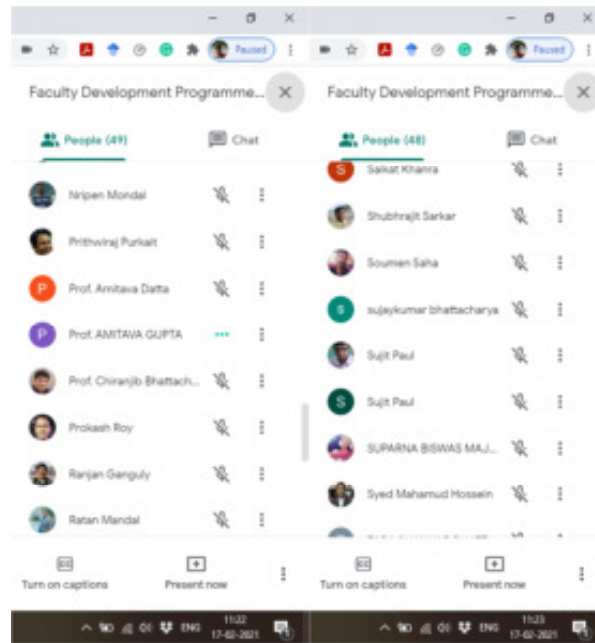 Paused
Faculty Development Programme...
People (49)
Chat
Nripen Mondal
Prithwiraj Purkait
P
Prof. Amitava Datta
P
Prof. AMITAVA GUPTA
Prof. Chiranjib Bhattach...
Prokash Roy
Ranjan Ganguly
Ratan Mandal
Turn on captions
Present now
ENG
11:22
17-02-2021
Paused
Faculty Development Programme...
People (48)
Chat
S
Saikat Khanra
Shubhrajit Sarkar
Soumen Saha
s
sujaykumar bhattacharya
Sujit Paul
S
Sujit Paul
SUPARNA BISWAS MAJ...
Syed Mahamud Hossein
Turn on captions
Present now
ENG
11:23
17-02-2021